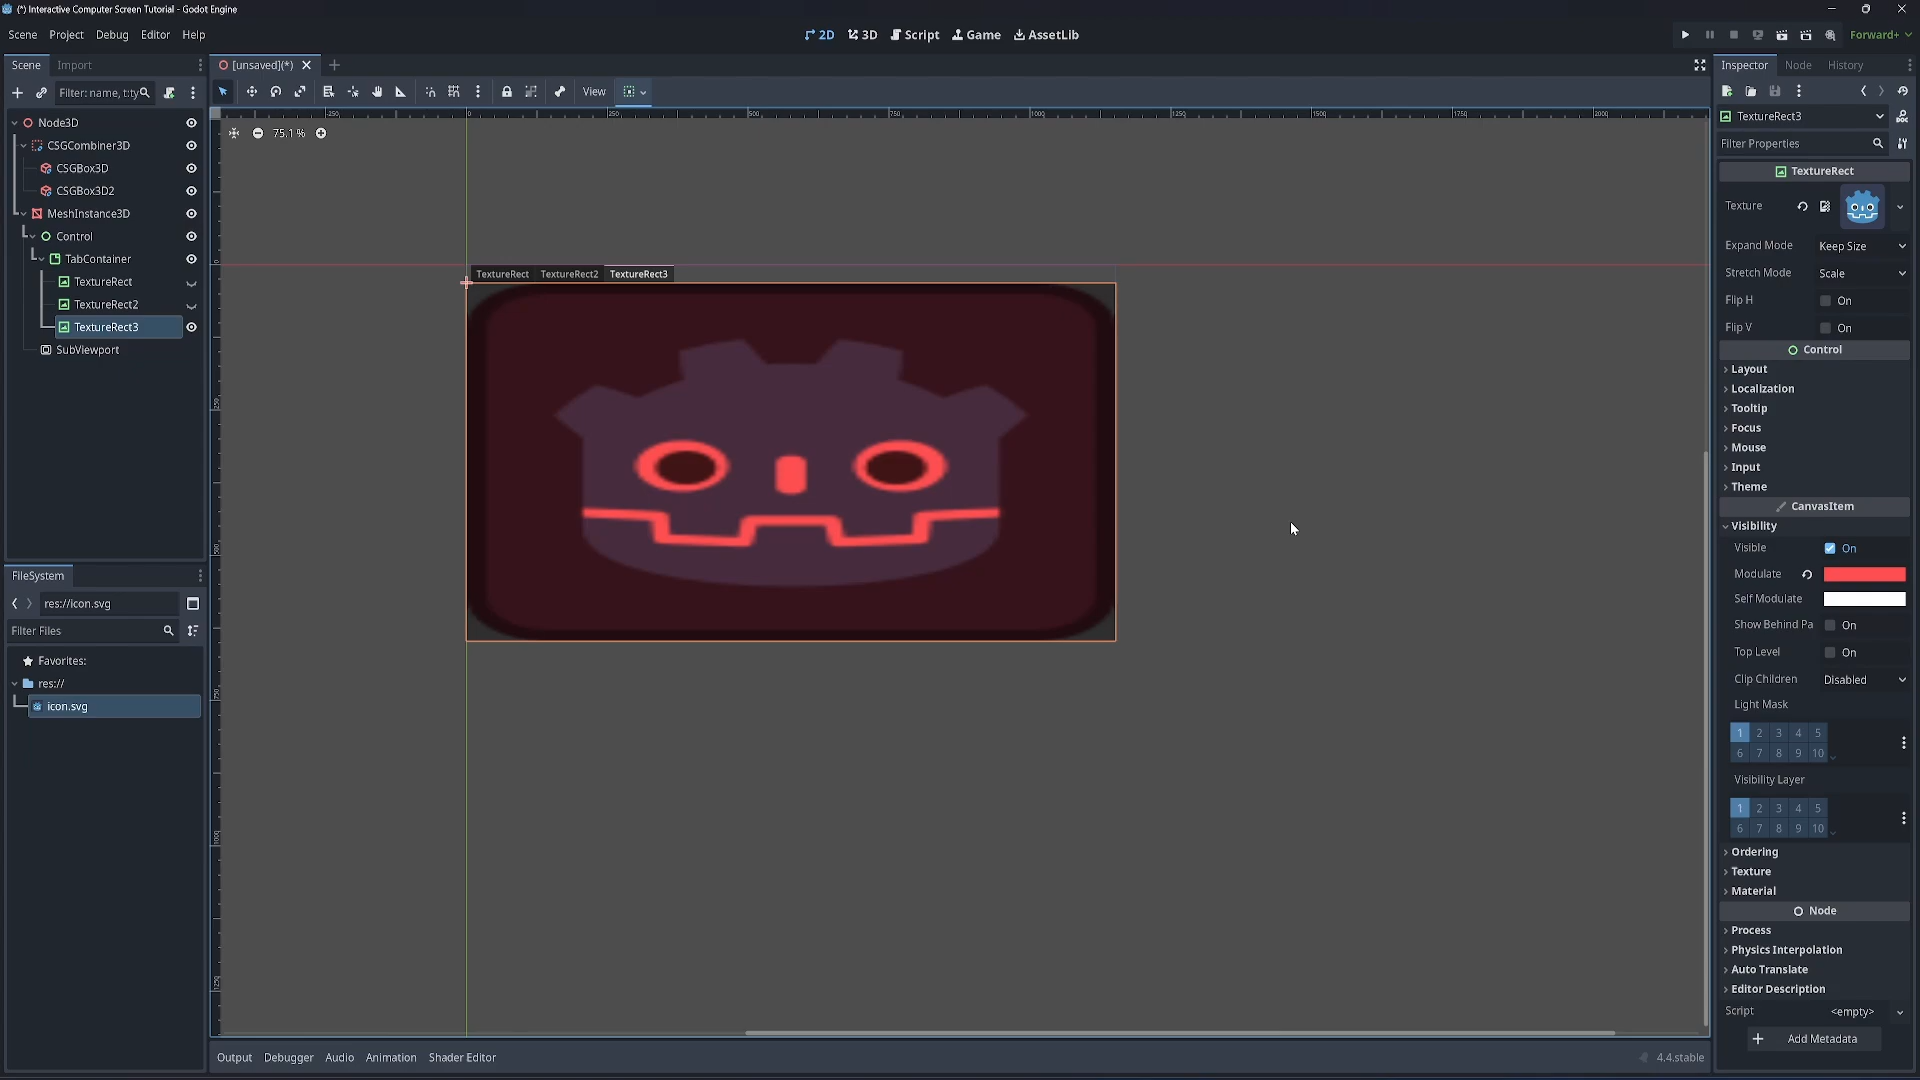 (*) Interactive Computer Screen Tutorial - Godot Engine
Scene Project Debug Editor Help
2D 3D Script Game AssetLib
Forward+
Scene Import
[unsaved](*)
Inspector Node History
Filter: name, t:ty
View
TextureRect3
Filter Properties
75.1 %
Node3D
CSGCombiner3D
CSGBox3D
CSGBox3D2
MeshInstance3D
Control
TabContainer
TextureRect
TextureRect2
TextureRect3
SubViewport
TextureRect TextureRect2 TextureRect3
TextureRect
Texture
Expand Mode Keep Size
Stretch Mode Scale
Flip H On
Flip V On
Control
Layout
Localization
Tooltip
Focus
Mouse
Input
Theme
CanvasItem
Visibility
Visible On
Modulate
Self Modulate
Show Behind Pa On
Top Level On
Clip Children Disabled
Light Mask
1 2 3 4 5
6 7 8 9 10
Visibility Layer
1 2 3 4 5
6 7 8 9 10
Ordering
Texture
Material
Node
Process
Physics Interpolation
Auto Translate
Editor Description
Script <empty>
Add Metadata
FileSystem
res://icon.svg
Filter Files
Favorites:
res://
icon.svg
Output Debugger Audio Animation Shader Editor
4.4.stable